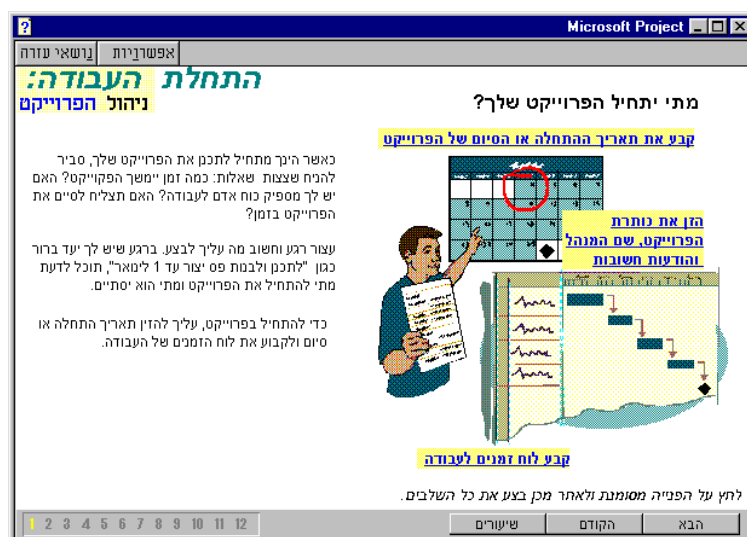 Microsoft Project
נושאי עזרה אפשרויות
התחלת העבודה:
ניהול הפרוייקט
מתי יתחיל הפרוייקט שלך?
קבע את תאריך ההתחלה או הסיום של הפרוייקט
הזן את כותרת
הפרוייקט, שם המנהל
והודעות חשובות
קבע לוח זמנים לעבודה
לחץ על הפנייה מסומנת ולאחר מכן בצע את כל השלבים.
כאשר הינך מתחיל לתכנן את הפרוייקט שלך, סביר
להניח שצצות שאלות: כמה זמן יימשך הפקוייקט? האם
יש לך מספיק כוח אדם לעבודה? האם תצליח לסיים את
הפרוייקט בזמן?
עצור רגע וחשוב מה עליך לבצע. ברגע שיש לך יעד ברור
כגון "לתכנן ולבנות פס יצור עד 1 לינואר", תוכל לדעת
מתי להתחיל את הפרוייקט ומתי הוא יסתיים.
כדי להתחיל בפרוייקט, עליך להזין תאריך התחלה או
סיום ולקבוע את לוח הזמנים של העבודה.
1 2 3 4 5 6 7 8 9 10 11 12
שיעורים הקודם הבא